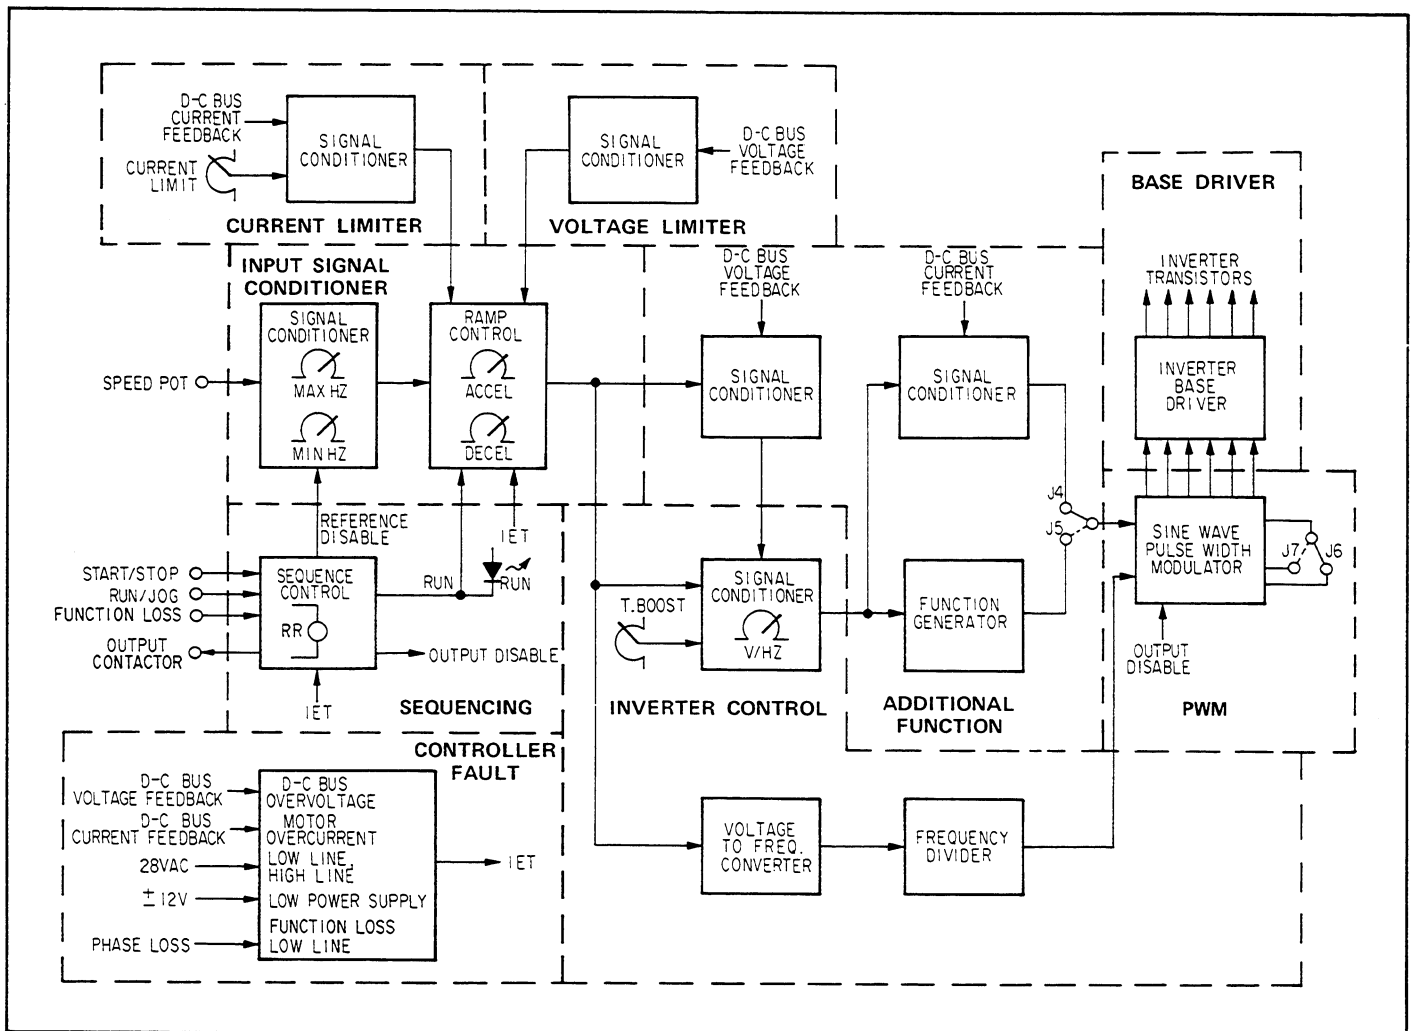 D-C BUS
CURRENT
FEEDBACK
CURRENT
LIMIT
SIGNAL
CONDITIONER
CURRENT LIMITER
SIGNAL
CONDITIONER
D-C BUS
VOLTAGE
FEEDBACK
VOLTAGE LIMITER
BASE DRIVER
INVERTER
TRANSISTORS
INVERTER
BASE
DRIVER
INPUT SIGNAL
CONDITIONER
SPEED POT
SIGNAL
CONDITIONER
MAX HZ
MIN HZ
RAMP
CONTROL
ACCEL
DECEL
D-C BUS
VOLTAGE
FEEDBACK
SIGNAL
CONDITIONER
D-C BUS
CURRENT
FEEDBACK
SIGNAL
CONDITIONER
J4
J5
SINE WAVE
PULSE WIDTH
MODULATOR
J7
J6
OUTPUT
DISABLE
PWM
REFERENCE
DISABLE
IET
START/STOP
RUN/JOG
FUNCTION LOSS
OUTPUT
CONTACTOR
SEQUENCE
CONTROL
RR
RUN
RUN
OUTPUT DISABLE
IET
SEQUENCING
T.BOOST
SIGNAL
CONDITIONER
V/HZ
INVERTER CONTROL
FUNCTION
GENERATOR
ADDITIONAL
FUNCTION
CONTROLLER
FAULT
D-C BUS
VOLTAGE FEEDBACK
D-C BUS
CURRENT FEEDBACK
28VAC
± 12V
PHASE LOSS
D-C BUS
OVERVOLTAGE
MOTOR
OVERCURRENT
LOW LINE,
HIGH LINE
LOW POWER SUPPLY
FUNCTION LOSS
LOW LINE
IET
VOLTAGE
TO FREQ.
CONVERTER
FREQUENCY
DIVIDER